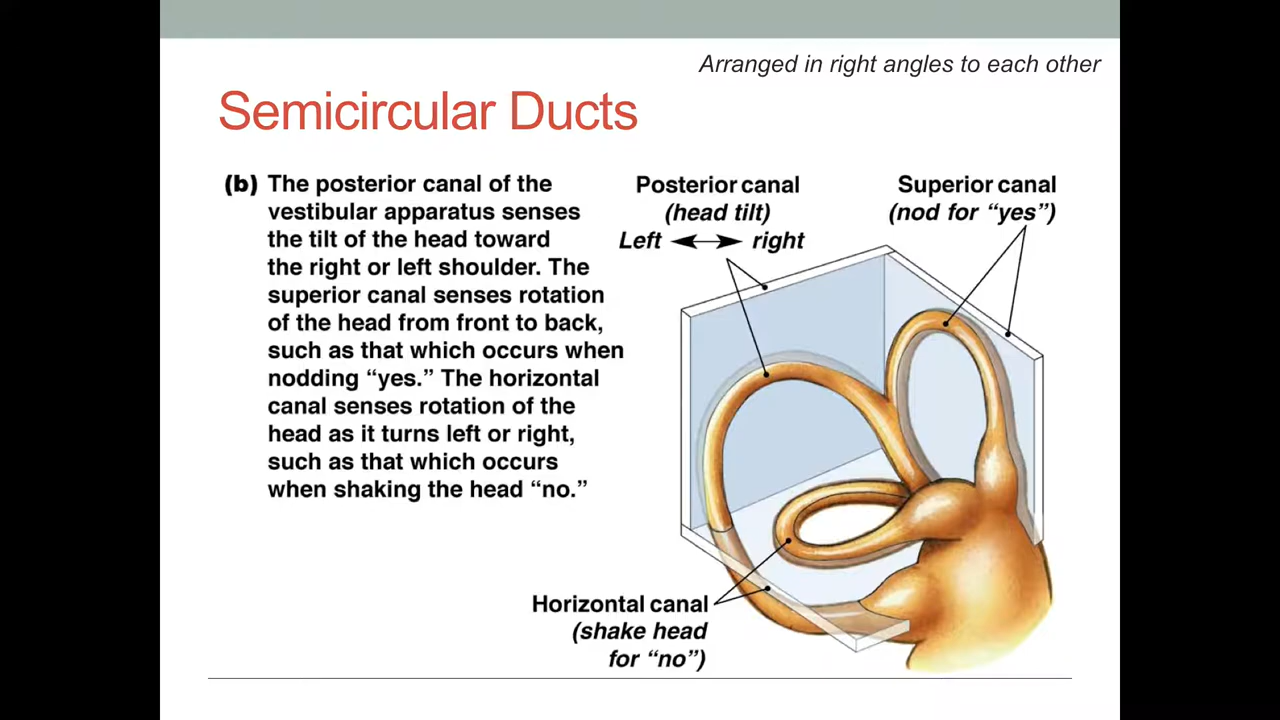 Arranged in right angles to each other
Semicircular Ducts
(b) The posterior canal of the
vestibular apparatus senses
the tilt of the head toward
the right or left shoulder. The
superior canal senses rotation
of the head from front to back,
such as that which occurs when
nodding “yes.” The horizontal
canal senses rotation of the
head as it turns left or right,
such as that which occurs
when shaking the head “no.”
Posterior canal
(head tilt)
Left right
Superior canal
(nod for “yes”)
Horizontal canal
(shake head
for “no”)